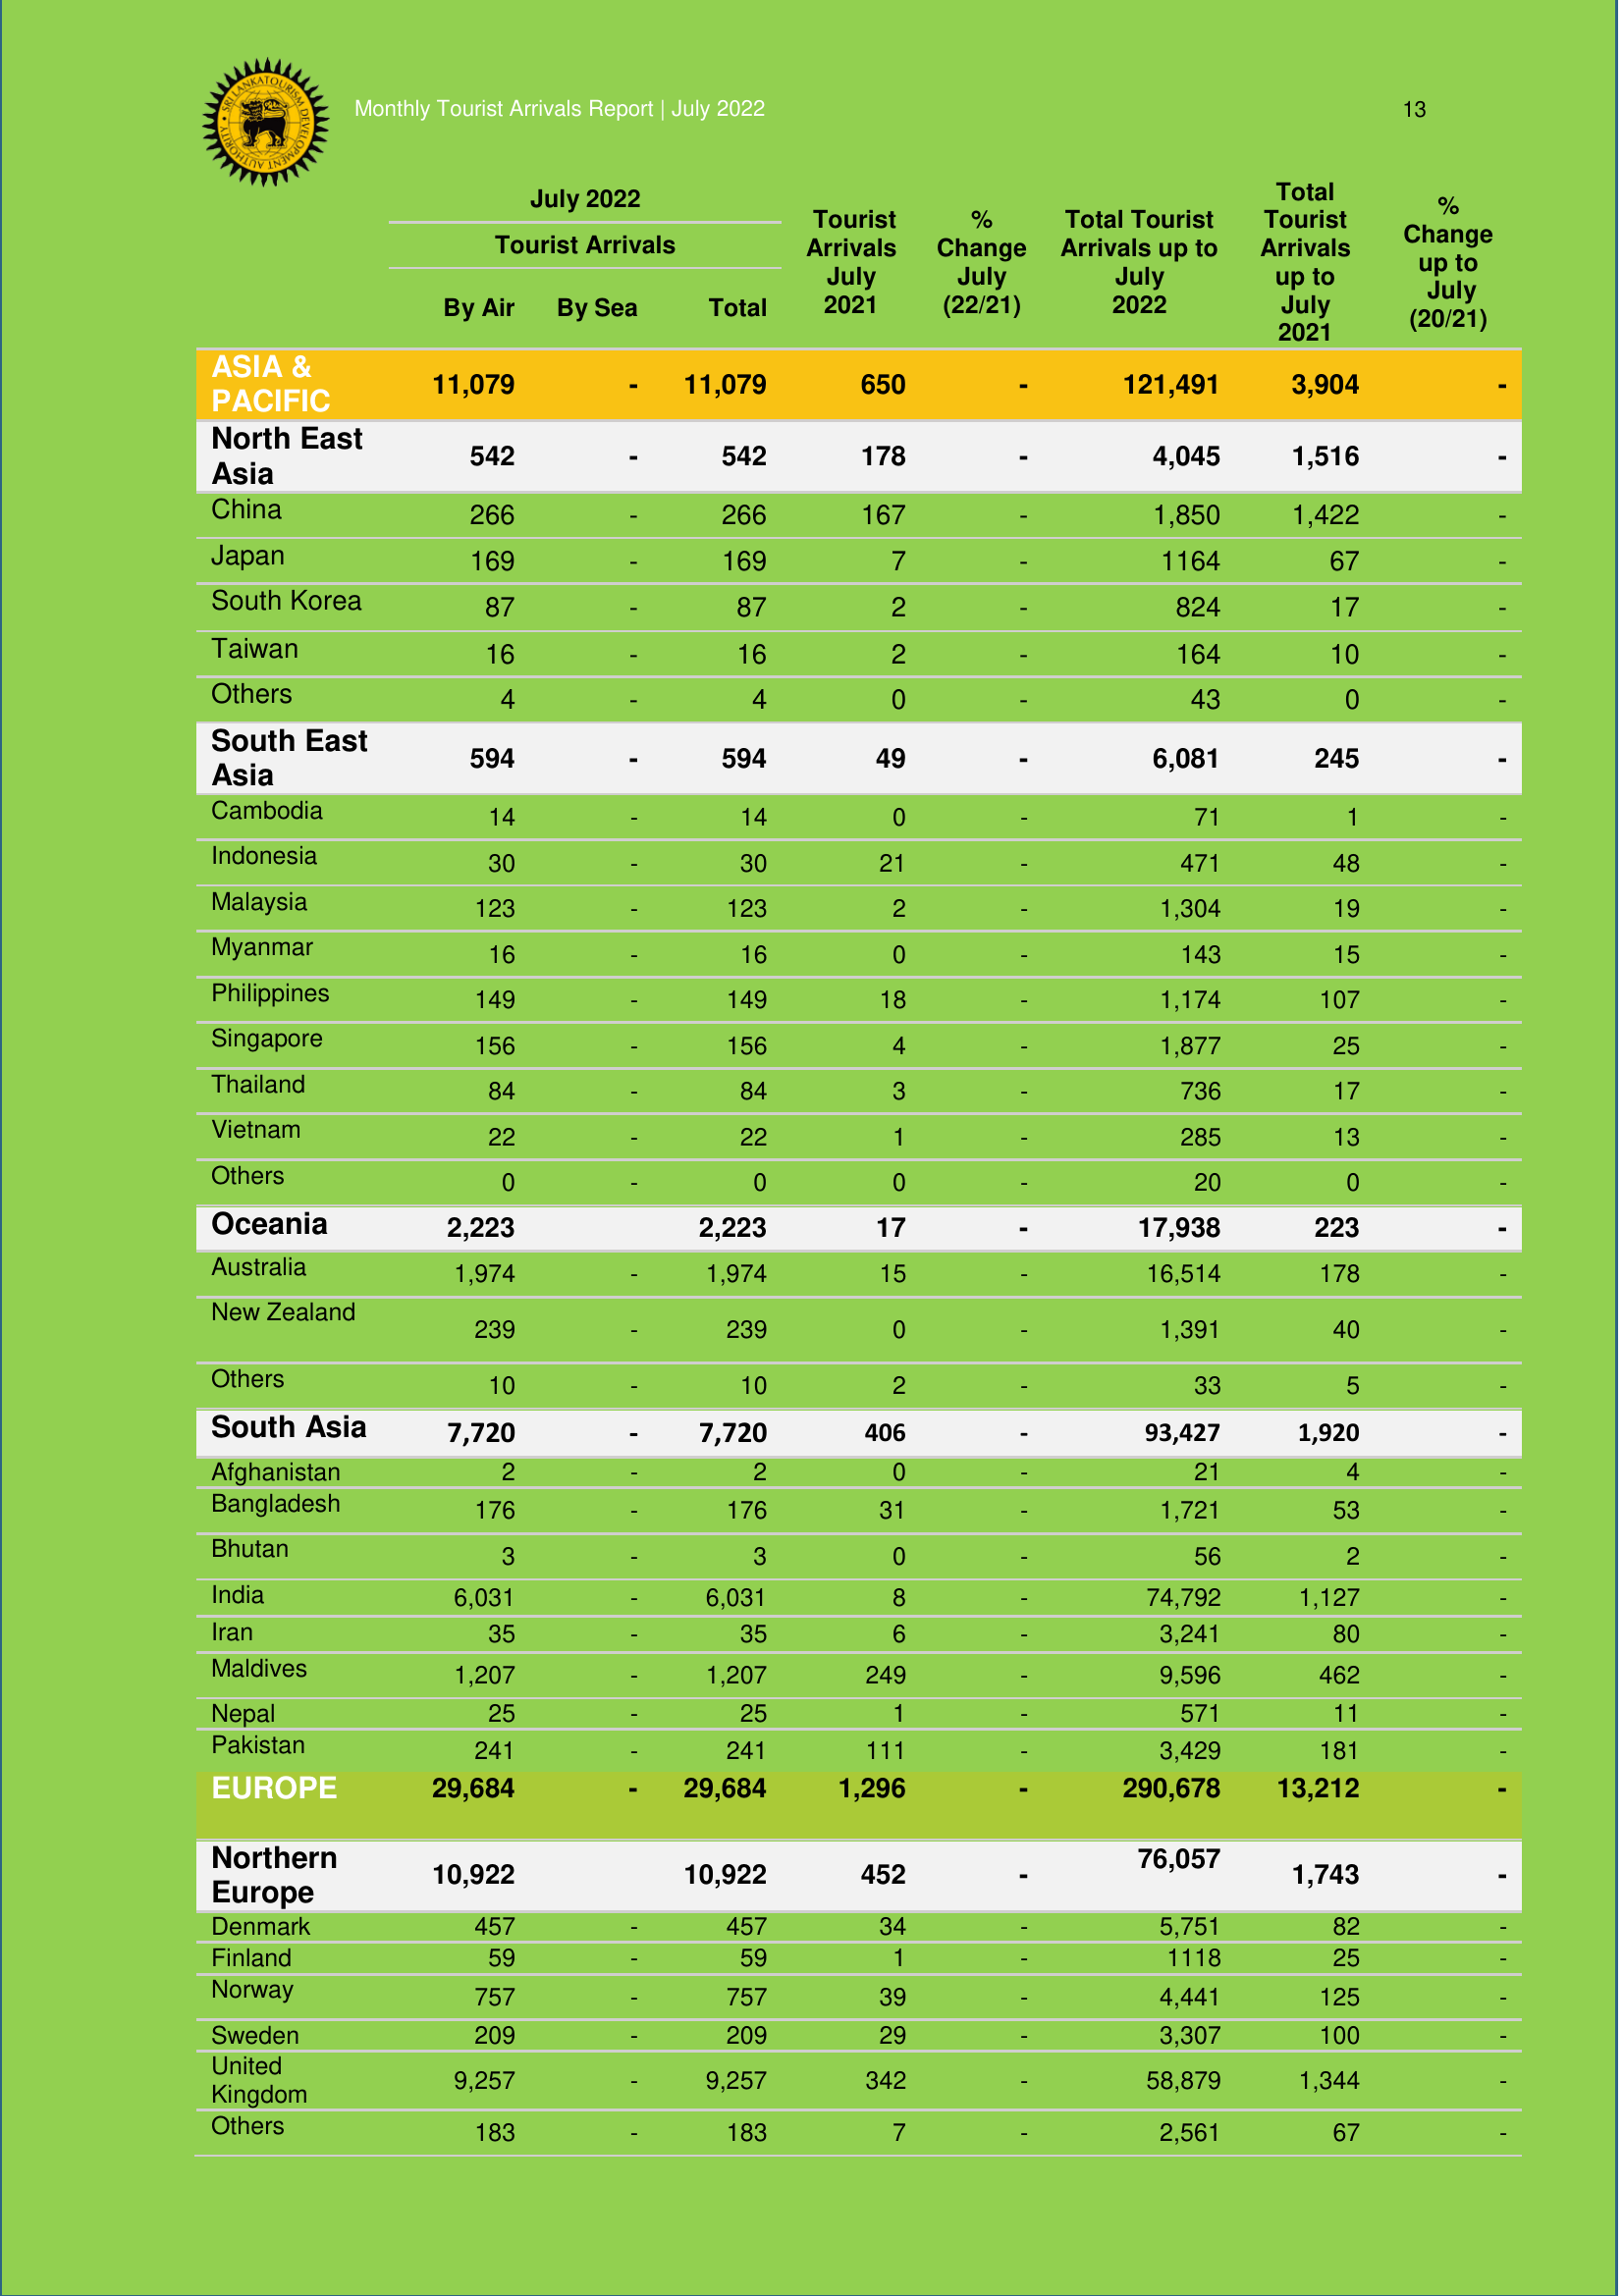 SRI LANKA TOURISM DEVELOPMENT AUTHORITY
Monthly Tourist Arrivals Report | July 2022 13
July 2022
Tourist Arrivals
By Air By Sea Total
Tourist
Arrivals
July
2021
%
Change
July
(22/21)
Total Tourist
Arrivals up to
July
2022
Total
Tourist
Arrivals
up to
July
2021
%
Change
up to
July
(20/21)
ASIA &
PACIFIC 11,079 - 11,079 650 - 121,491 3,904 -
North East
Asia 542 - 542 178 - 4,045 1,516 -
China 266 - 266 167 - 1,850 1,422 -
Japan 169 - 169 7 - 1164 67 -
South Korea 87 - 87 2 - 824 17 -
Taiwan 16 - 16 2 - 164 10 -
Others 4 - 4 0 - 43 0 -
South East
Asia 594 - 594 49 - 6,081 245 -
Cambodia 14 - 14 0 - 71 1 -
Indonesia 30 - 30 21 - 471 48 -
Malaysia 123 - 123 2 - 1,304 19 -
Myanmar 16 - 16 0 - 143 15 -
Philippines 149 - 149 18 - 1,174 107 -
Singapore 156 - 156 4 - 1,877 25 -
Thailand 84 - 84 3 - 736 17 -
Vietnam 22 - 22 1 - 285 13 -
Others 0 - 0 0 - 20 0 -
Oceania 2,223 2,223 17 - 17,938 223 -
Australia 1,974 - 1,974 15 - 16,514 178 -
New Zealand 239 - 239 0 - 1,391 40 -
Others 10 - 10 2 - 33 5 -
South Asia 7,720 - 7,720 406 - 93,427 1,920 -
Afghanistan 2 - 2 0 - 21 4 -
Bangladesh 176 - 176 31 - 1,721 53 -
Bhutan 3 - 3 0 - 56 2 -
India 6,031 - 6,031 8 - 74,792 1,127 -
Iran 35 - 35 6 - 3,241 80 -
Maldives 1,207 - 1,207 249 - 9,596 462 -
Nepal 25 - 25 1 - 571 11 -
Pakistan 241 - 241 111 - 3,429 181 -
EUROPE 29,684 - 29,684 1,296 - 290,678 13,212 -
Northern
Europe 10,922 10,922 452 - 76,057 1,743 -
Denmark 457 - 457 34 - 5,751 82 -
Finland 59 - 59 1 - 1118 25 -
Norway 757 - 757 39 - 4,441 125 -
Sweden 209 - 209 29 - 3,307 100 -
United
Kingdom 9,257 - 9,257 342 - 58,879 1,344 -
Others 183 - 183 7 - 2,561 67 -